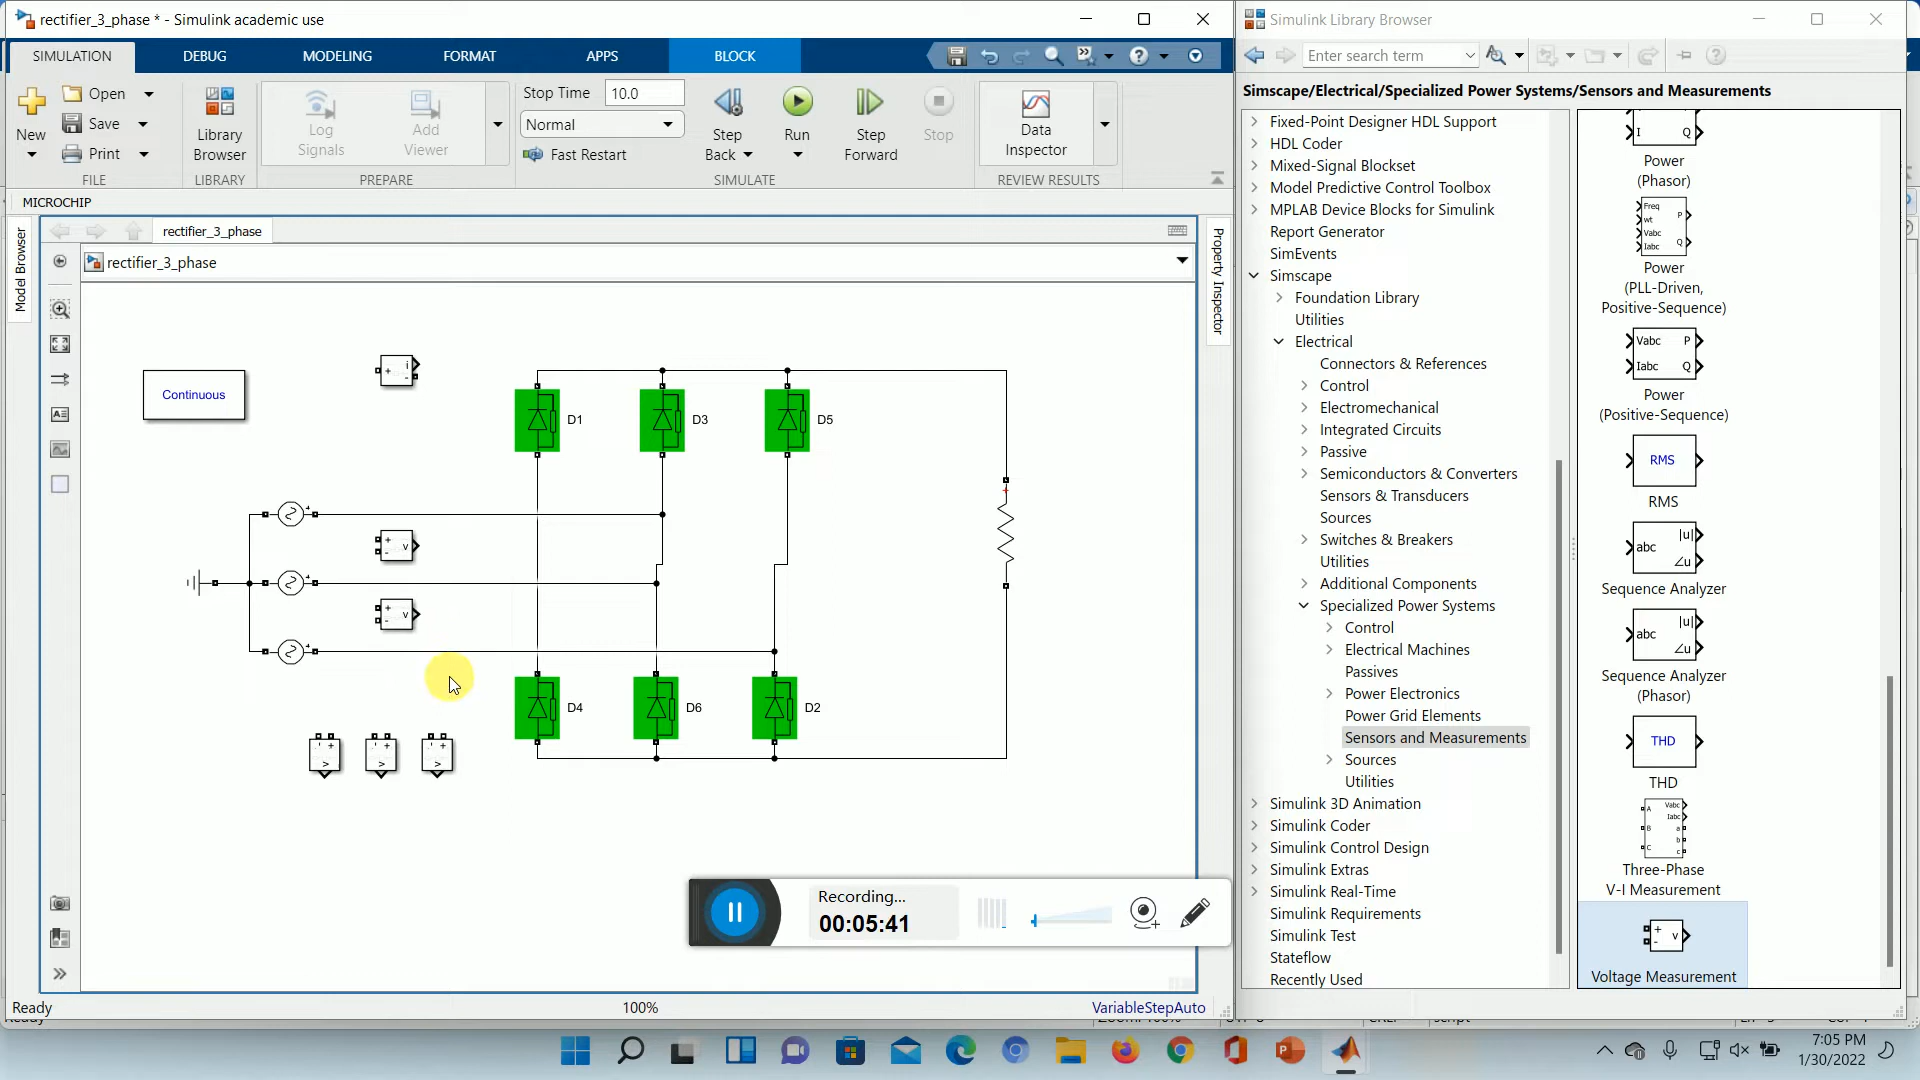 rectifier_3_phase * - Simulink academic use
SIMULATION
DEBUG
MODELING
FORMAT
APPS
BLOCK
New
Open
Save
Print
FILE
Library
Browser
LIBRARY
Log
Signals
Add
Viewer
PREPARE
Stop Time 10.0
Normal
Fast Restart
Step
Back
Run
Step
Forward
Stop
SIMULATE
Data
Inspector
REVIEW RESULTS
MICROCHIP
Model Browser
rectifier_3_phase
rectifier_3_phase
Property Inspector
Continuous
D1
D3
D5
D4
D6
D2
Recording...
00:05:41
Ready
100%
VariableStepAuto
Simulink Library Browser
Enter search term
Simscape/Electrical/Specialized Power Systems/Sensors and Measurements
Fixed-Point Designer HDL Support
HDL Coder
Mixed-Signal Blockset
Model Predictive Control Toolbox
MPLAB Device Blocks for Simulink
Report Generator
SimEvents
Simscape
Foundation Library
Utilities
Electrical
Connectors & References
Control
Electromechanical
Integrated Circuits
Passive
Semiconductors & Converters
Sensors & Transducers
Sources
Switches & Breakers
Utilities
Additional Components
Specialized Power Systems
Control
Electrical Machines
Passives
Power Electronics
Power Grid Elements
Sensors and Measurements
Sources
Utilities
Simulink 3D Animation
Simulink Coder
Simulink Control Design
Simulink Extras
Simulink Real-Time
Simulink Requirements
Simulink Test
Stateflow
Recently Used
I Q
Power
(Phasor)
Freq
wt
Vabc
Iabc
P
Q
Power
(PLL-Driven,
Positive-Sequence)
Vabc P
Iabc Q
Power
(Positive-Sequence)
RMS
RMS
abc |u| ∠u
Sequence Analyzer
abc |u| ∠u
Sequence Analyzer
(Phasor)
THD
THD
A
B
C
Vabc
Iabc
a
b
c
Three-Phase
V-I Measurement
+ - v
Voltage Measurement
7:05 PM
1/30/2022